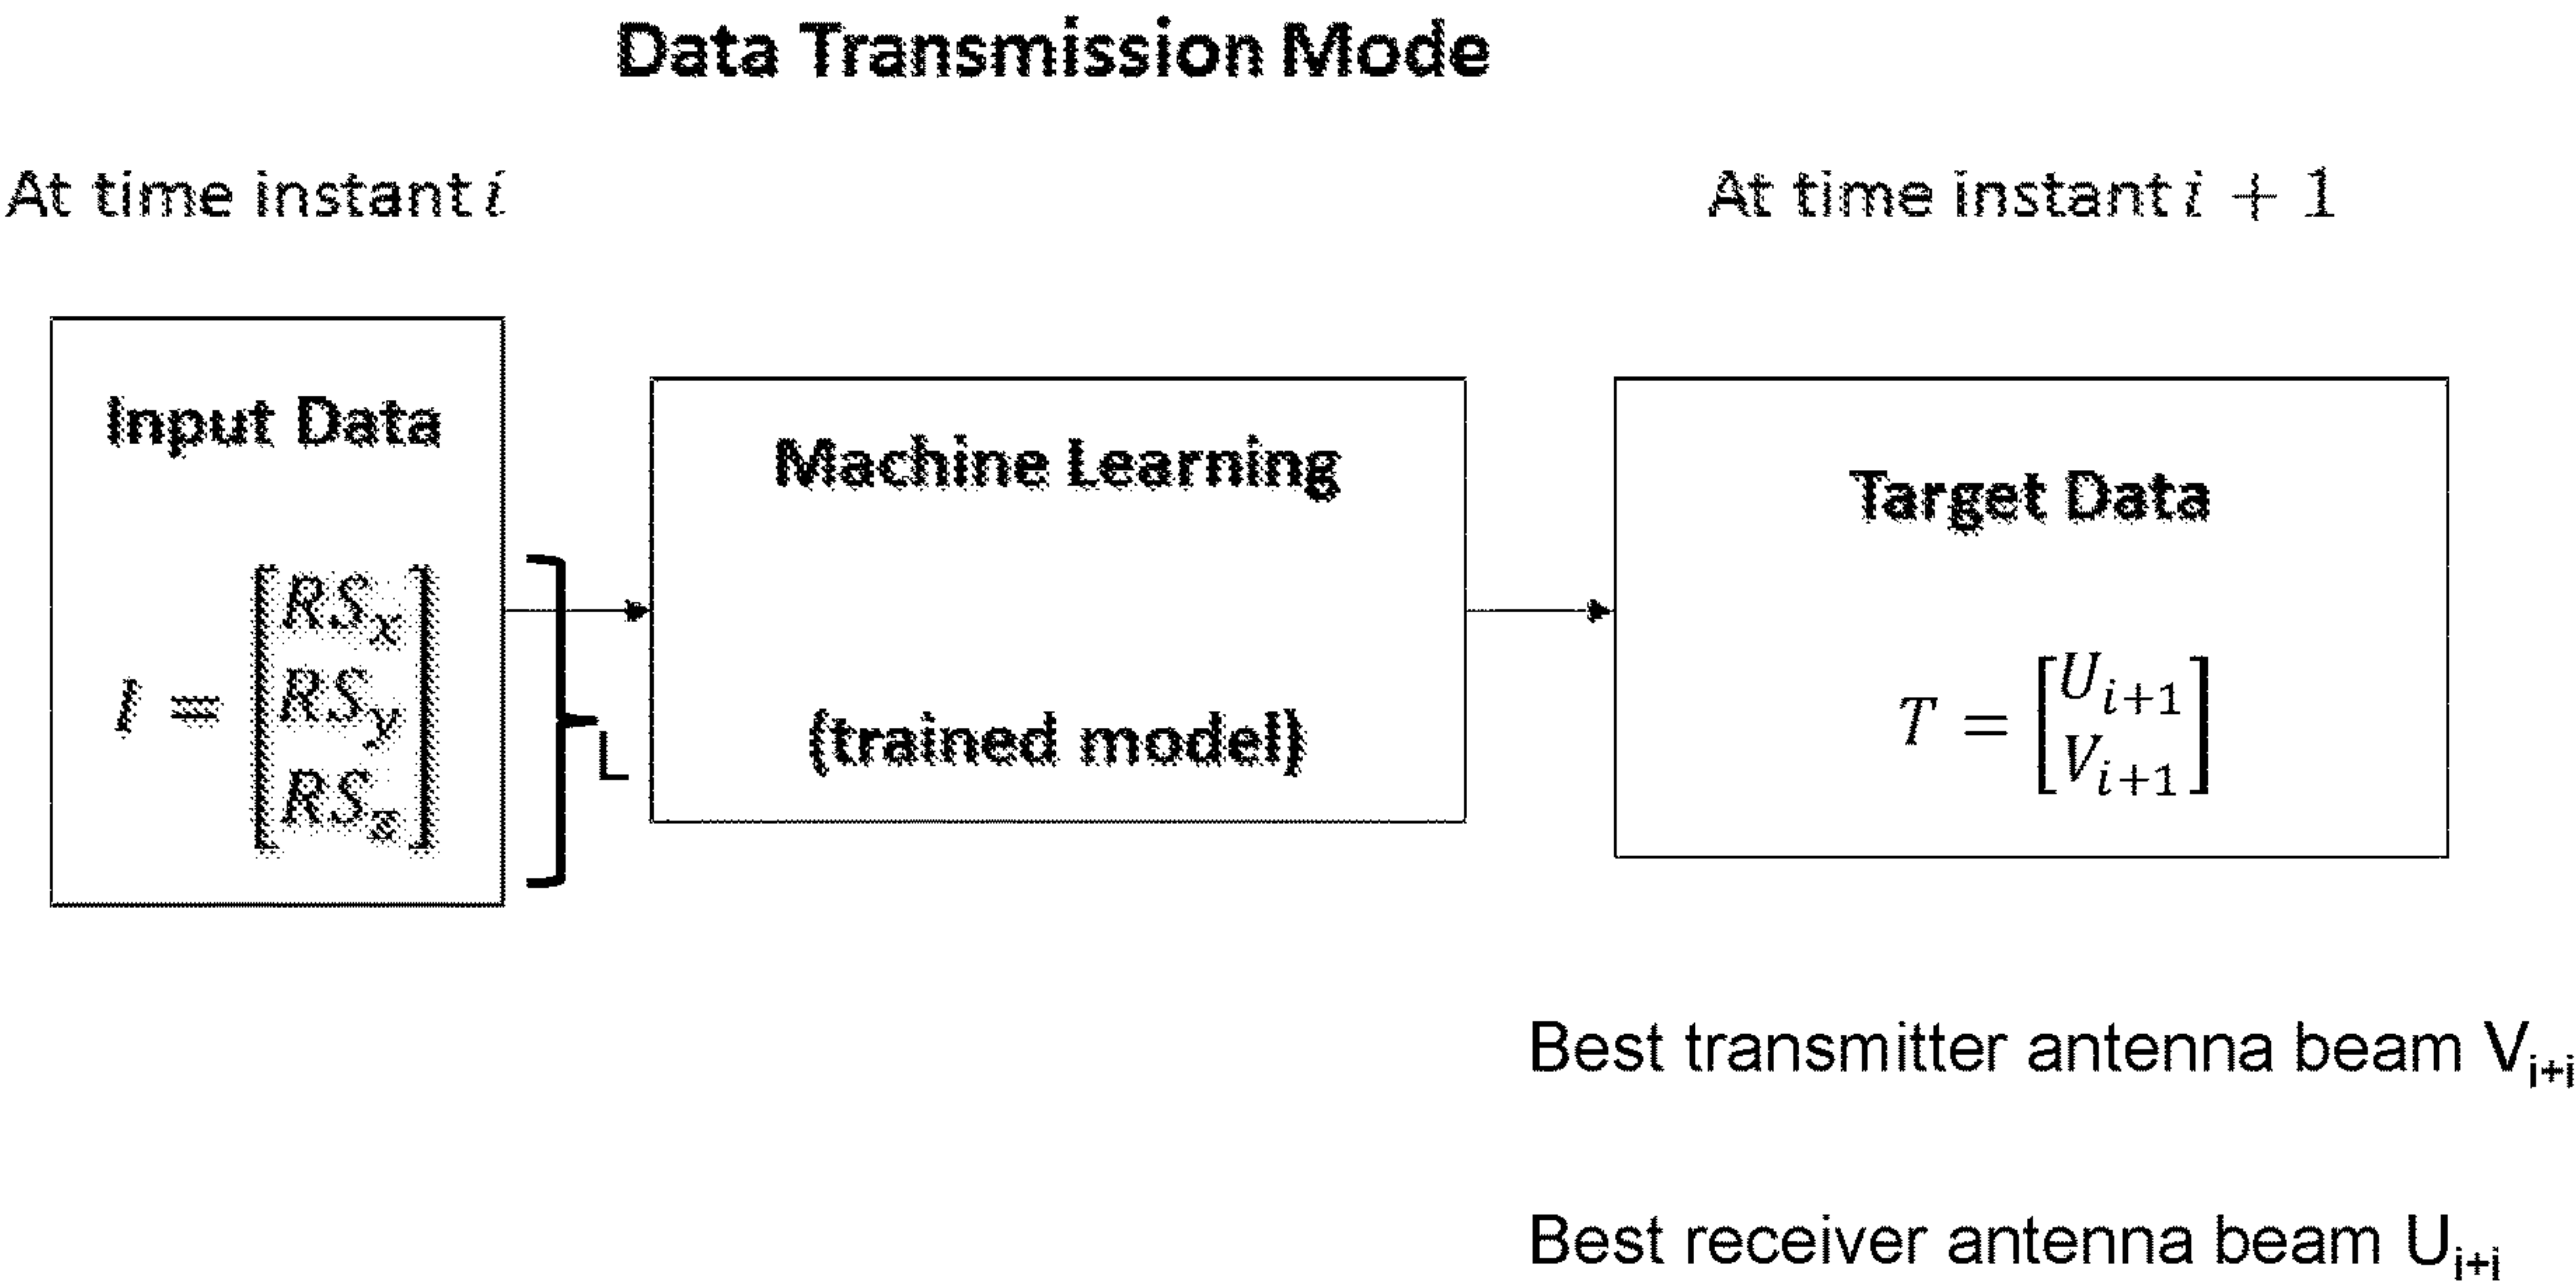 Data Transmission Mode
At time instant i
At time instant i + 1
Input Data
I = [RSx
RSy
RSz]
L
Machine Learning
(trained model)
Target Data
T = [Ui+1
Vi+1]
Best transmitter antenna beam Vi+i
Best receiver antenna beam Ui+i